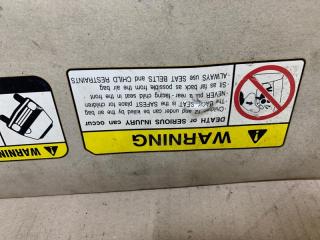 WARNING
DEATH or SERIOUS INJURY can occur
·Children 12 and under can be killed by the air bag
·The BACK SEAT is the SAFEST place for children
·NEVER put a rear-facing child seat in the front
·Sit as far back as possible from the air bag
·ALWAYS use SEAT BELTS and CHILD RESTRAINTS
WARNING